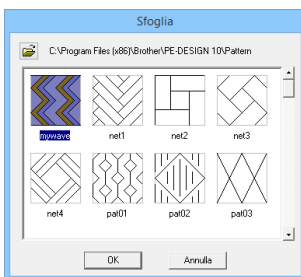 Sfoglia
C:\Program Files (x86)\Brother\PE-DESIGN 10\Pattern
mywave net1 net2 net3
net4 pat01 pat02 pat03
OK Annulla